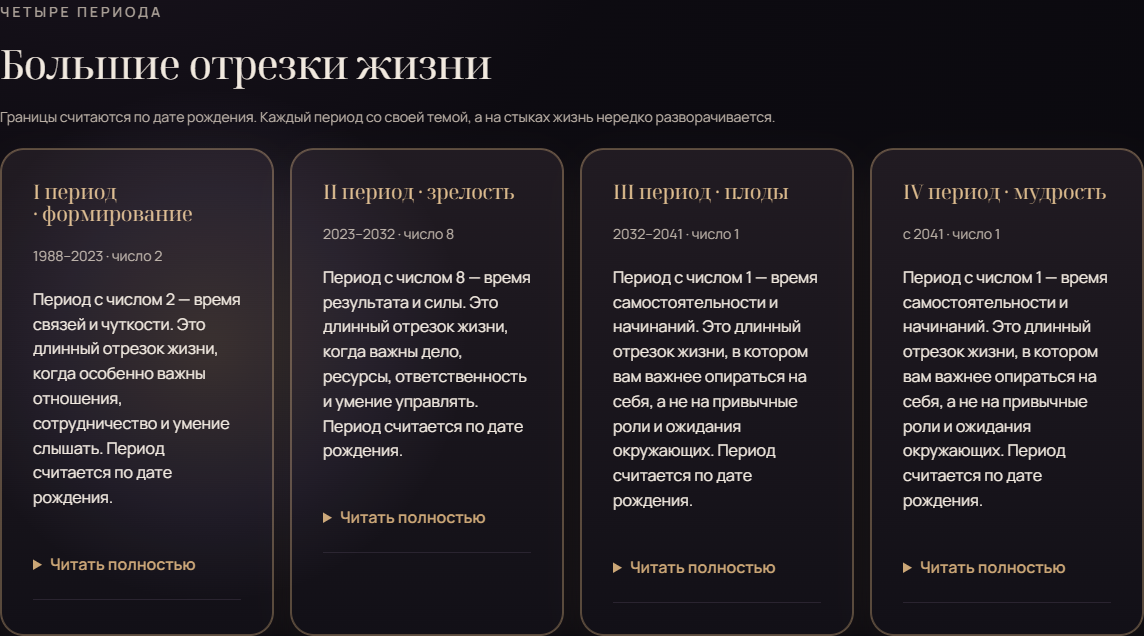 ЧЕТЫРЕ ПЕРИОДА
Большие отрезки жизни
Границы считаются по дате рождения. Каждый период со своей темой, а на стыках жизнь нередко разворачивается.
I период
· формирование
1988–2023 · число 2
Период с числом 2 — время
связей и чуткости. Это
длинный отрезок жизни,
когда особенно важны
отношения,
сотрудничество и умение
слышать. Период
считается по дате
рождения.
▶ Читать полностью
II период · зрелость
2023–2032 · число 8
Период с числом 8 — время
результата и силы. Это
длинный отрезок жизни,
когда важны дело,
ресурсы, ответственность
и умение управлять.
Период считается по дате
рождения.
▶ Читать полностью
III период · плоды
2032–2041 · число 1
Период с числом 1 — время
самостоятельности и
начинаний. Это длинный
отрезок жизни, в котором
вам важнее опираться на
себя, а не на привычные
роли и ожидания
окружающих. Период
считается по дате
рождения.
▶ Читать полностью
IV период · мудрость
с 2041 · число 1
Период с числом 1 — время
самостоятельности и
начинаний. Это длинный
отрезок жизни, в котором
вам важнее опираться на
себя, а не на привычные
роли и ожидания
окружающих. Период
считается по дате
рождения.
▶ Читать полностью